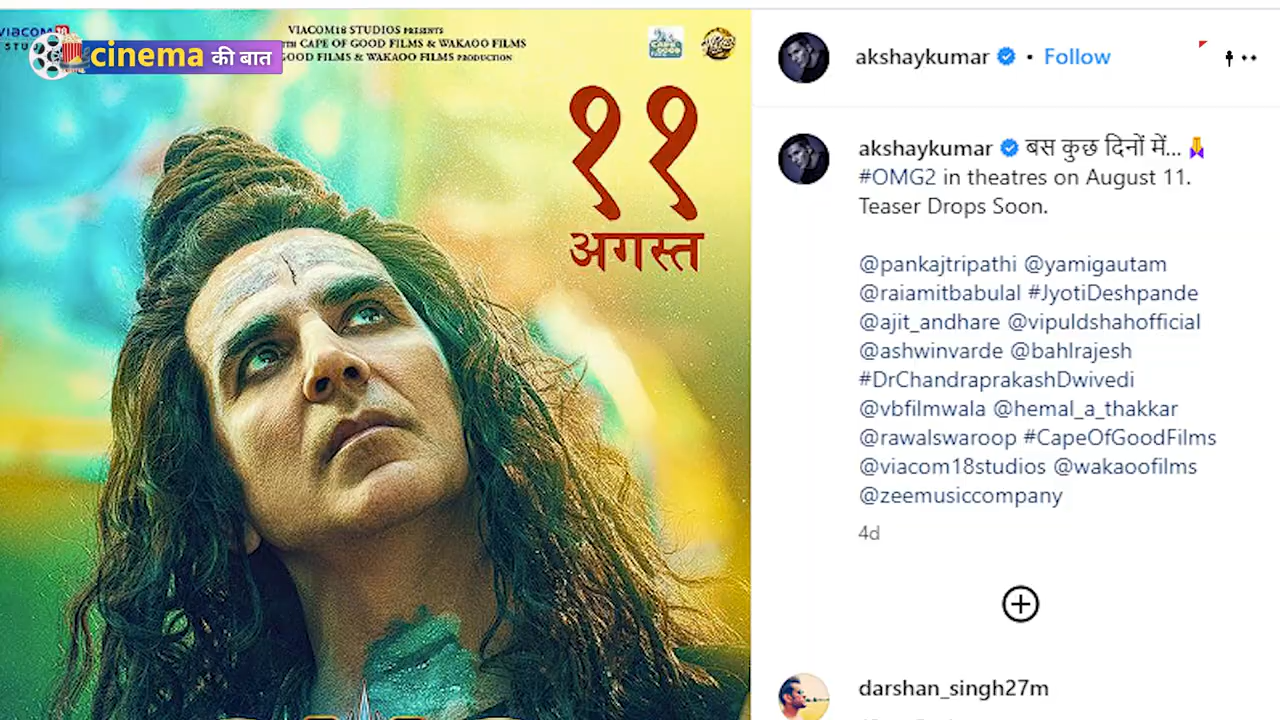 VIACOM18
STUDIOS
cinema की बात
VIACOM18 STUDIOS PRESENTS
CAPE OF GOOD FILMS & WAKAOO FILMS
GOOD FILMS & WAKAOO FILMS PRODUCTION
११
अगस्त
akshaykumar • Follow
akshaykumar बस कुछ दिनों में...
#OMG2 in theatres on August 11.
Teaser Drops Soon.
@pankajtripathi @yamigautam
@raiamitbabulal #JyotiDeshpande
@ajit_andhare @vipuldshahofficial
@ashwinvarde @bahlrajesh
#DrChandraprakashDwivedi
@vbfilmwala @hemal_a_thakkar
@rawalswaroop #CapeOfGoodFilms
@viacom18studios @wakaoofilms
@zeemusiccompany
4d
darshan_singh27m